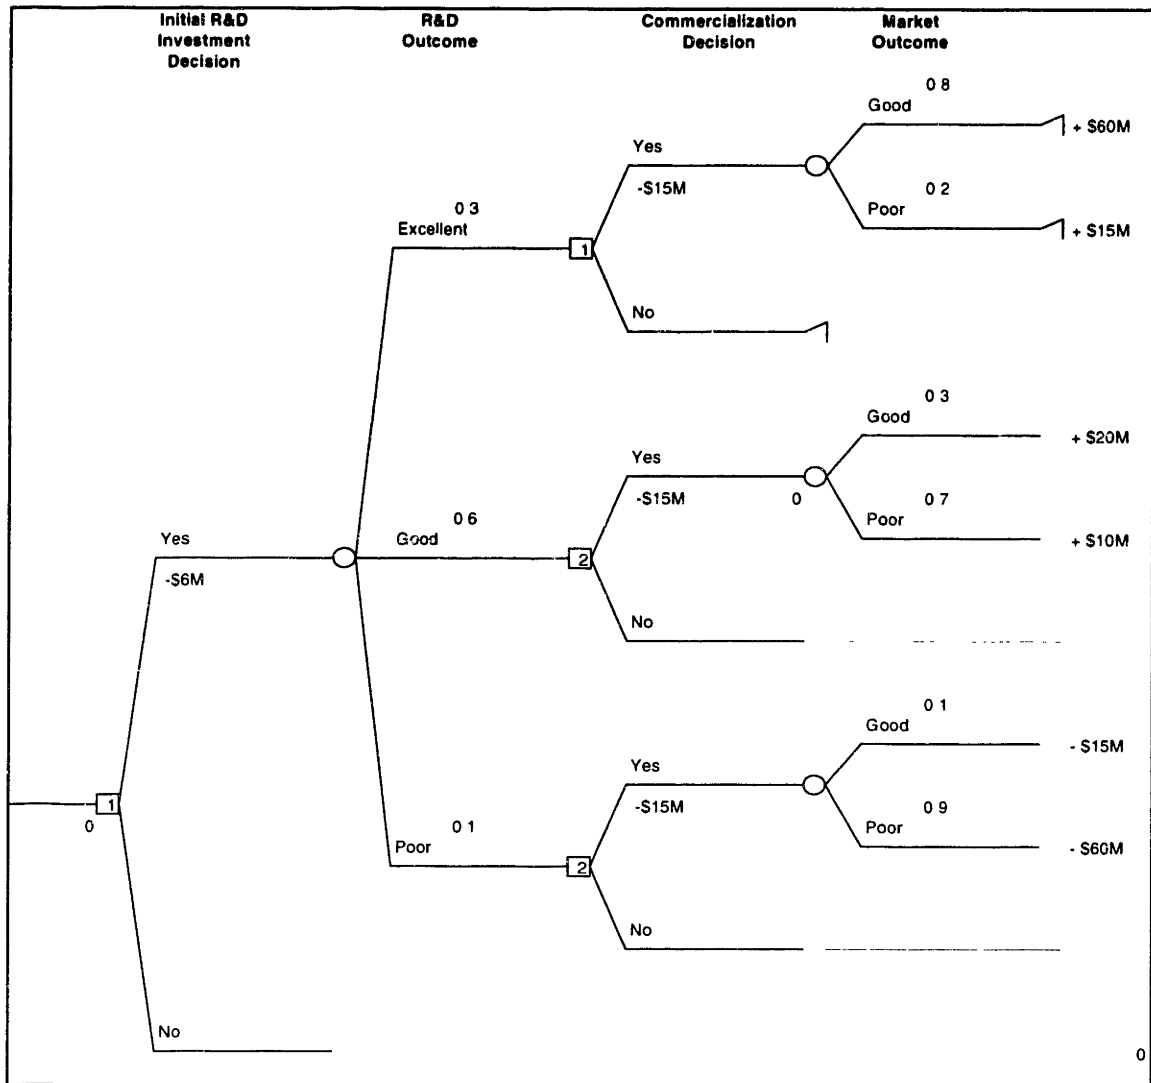 Initial R&D
Investment
Decision
R&D
Outcome
Commercialization
Decision
Market
Outcome
0 8
Good
+ $60M
Yes
-$15M
0 2
Poor
+ $15M
0 3
Excellent
1
No
0 3
Good
+ $20M
Yes
-$15M
0
0 7
Poor
+ $10M
0 6
Good
2
Yes
-$6M
No
0 1
Good
- $15M
Yes
-$15M
0 9
Poor
- $60M
1
0
0 1
Poor
2
No
No
0